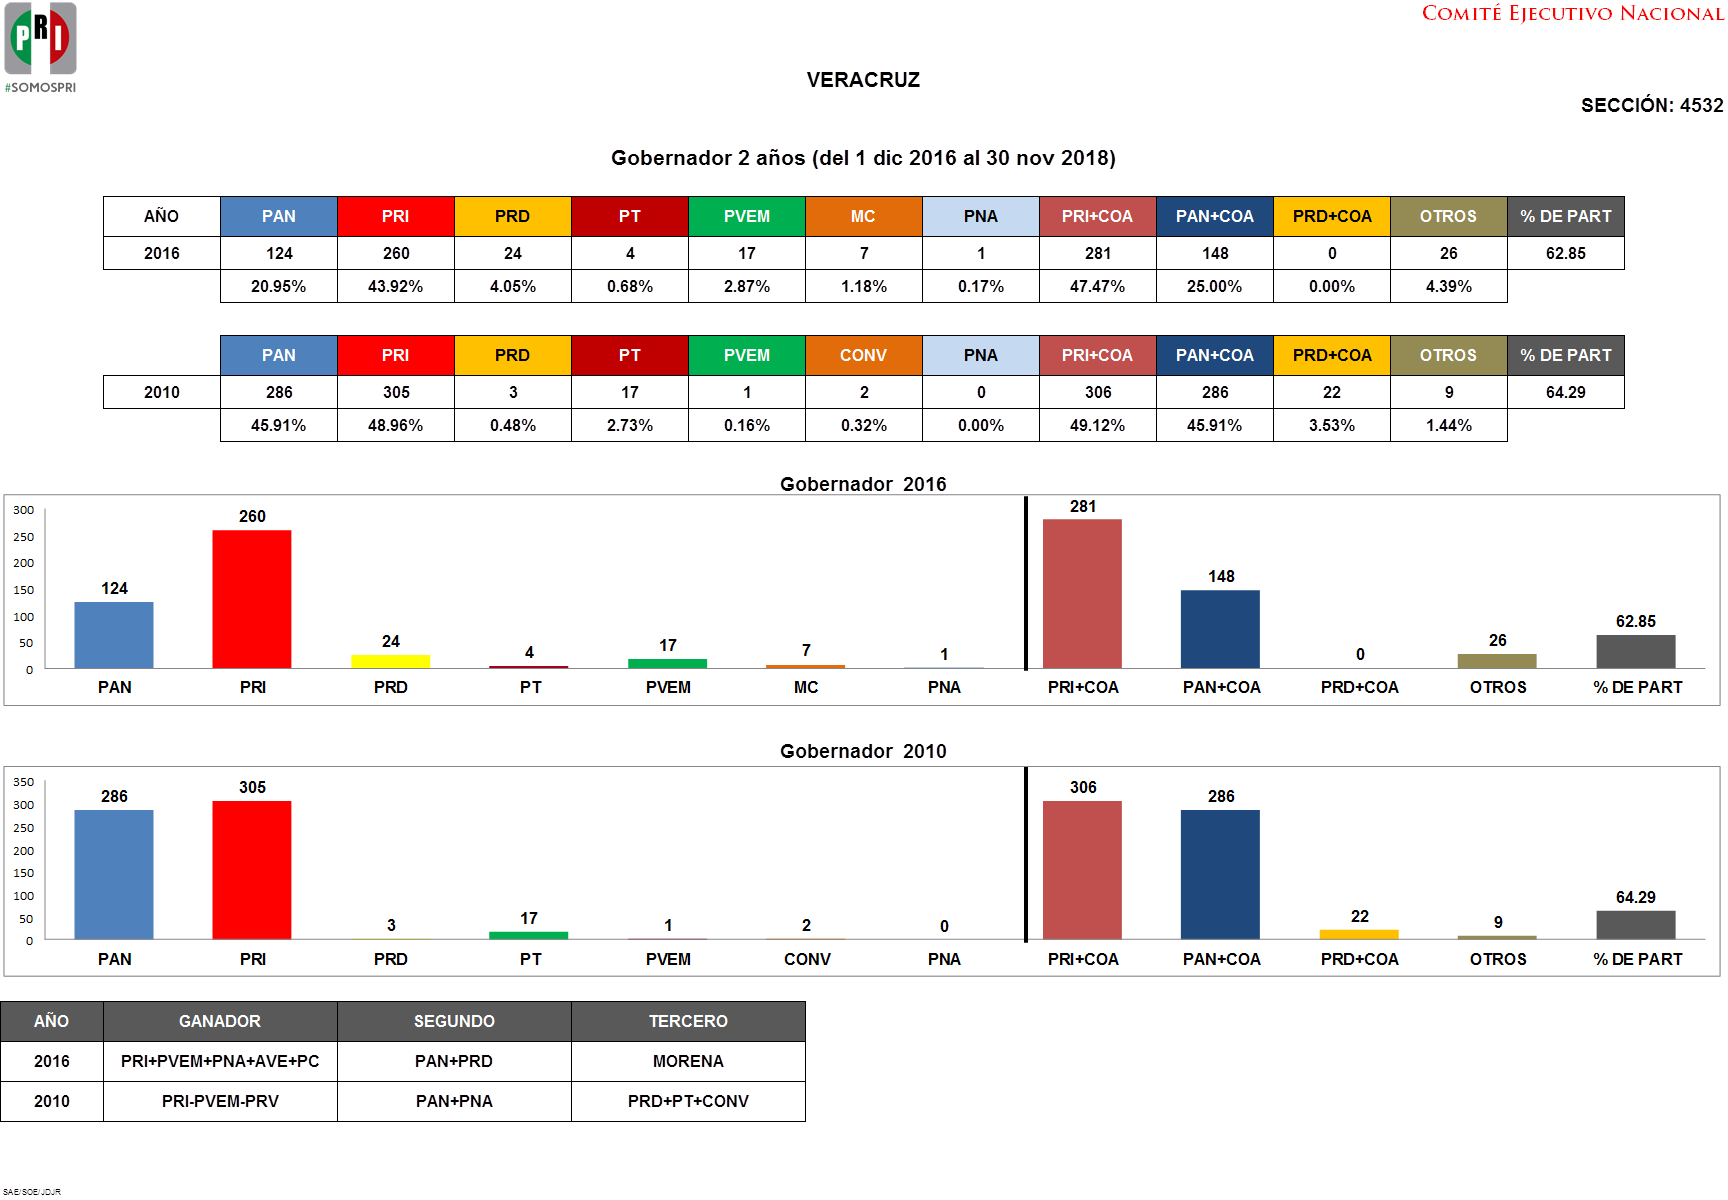 PRI
#SOMOSPRI
COMITÉ EJECUTIVO NACIONAL
VERACRUZ
SECCIÓN: 4532
Gobernador 2 años (del 1 dic 2016 al 30 nov 2018)
AÑO PAN PRI PRD PT PVEM MC PNA PRI+COA PAN+COA PRD+COA OTROS % DE PART
2016 124 260 24 4 17 7 1 281 148 0 26 62.85
20.95% 43.92% 4.05% 0.68% 2.87% 1.18% 0.17% 47.47% 25.00% 0.00% 4.39%
PAN PRI PRD PT PVEM CONV PNA PRI+COA PAN+COA PRD+COA OTROS % DE PART
2010 286 305 3 17 1 2 0 306 286 22 9 64.29
45.91% 48.96% 0.48% 2.73% 0.16% 0.32% 0.00% 49.12% 45.91% 3.53% 1.44%
Gobernador 2016
300
250
200
150
100
50
0
124 260 24 4 17 7 1 281 148 0 26 62.85
PAN PRI PRD PT PVEM MC PNA PRI+COA PAN+COA PRD+COA OTROS % DE PART
Gobernador 2010
350
300
250
200
150
100
50
0
286 305 3 17 1 2 0 306 286 22 9 64.29
PAN PRI PRD PT PVEM CONV PNA PRI+COA PAN+COA PRD+COA OTROS % DE PART
AÑO GANADOR SEGUNDO TERCERO
2016 PRI+PVEM+PNA+AVE+PC PAN+PRD MORENA
2010 PRI-PVEM-PRV PAN+PNA PRD+PT+CONV
SAE/SOE/JDJR